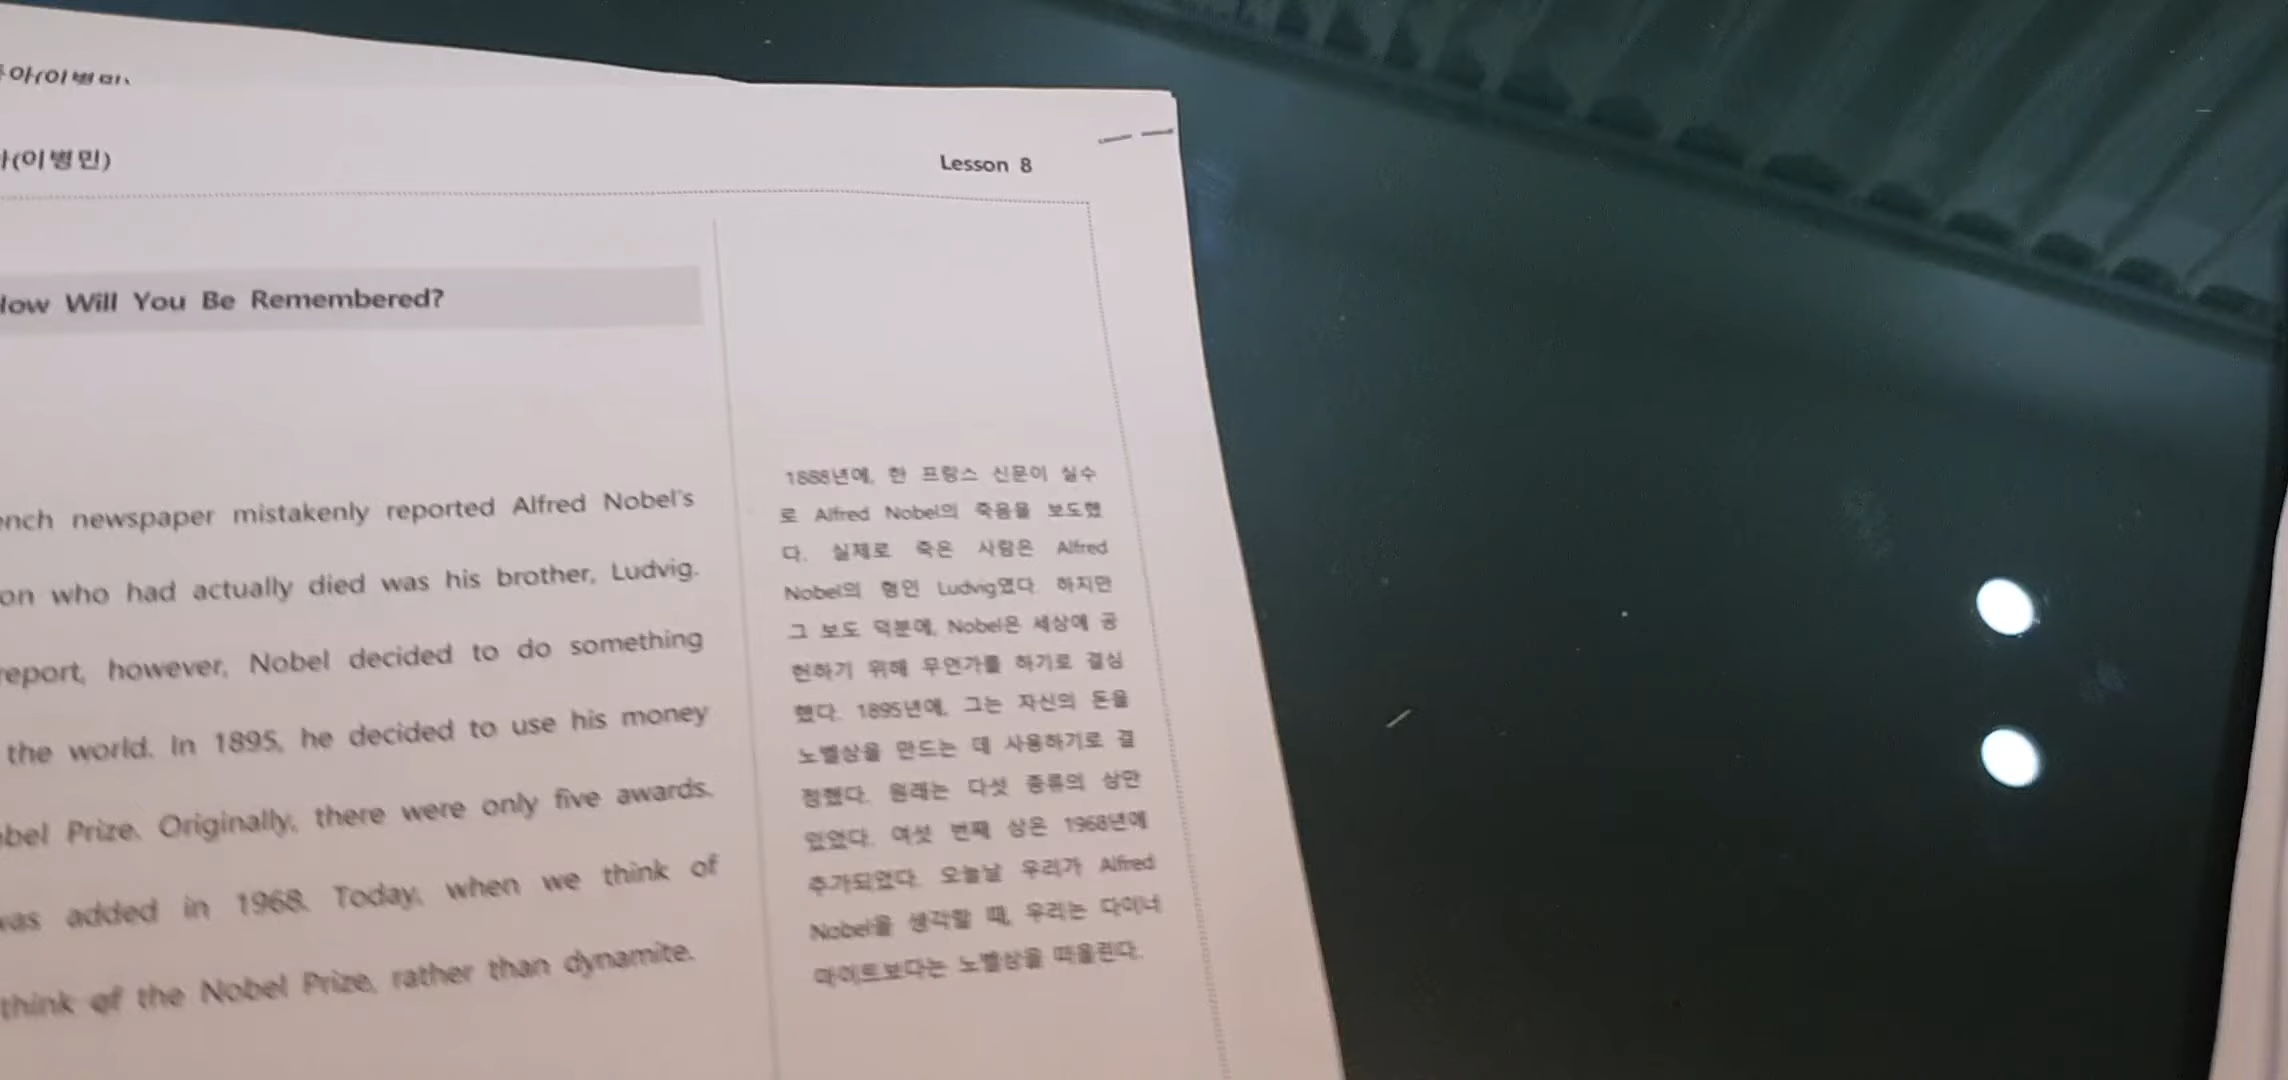 (이병민)
Lesson 8
How Will You Be Remembered?
newspaper mistakenly reported Alfred Nobel's
who had actually died was his brother, Ludvig.
report, however, Nobel decided to do something
the world. In 1895, he decided to use his money
Prize. Originally, there were only five awards.
added in 1968. Today, when we think of
think of the Nobel Prize, rather than dynamite.
1888년에, 한 프랑스 신문이 실수
로 Alfred Nobel의 죽음을 보도했
다. 실제로 죽은 사람은 Alfred
Nobel의 형인 Ludvig였다. 하지만
그 보도 덕분에, Nobel은 세상에 공
헌하기 위해 무언가를 하기로 결심
했다. 1895년에, 그는 자신의 돈을
노벨상을 만드는 데 사용하기로 결
정했다. 원래는 다섯 종류의 상만
있었다. 여섯 번째 상은 1968년에
추가되었다. 오늘날 우리가 Alfred
Nobel을 생각할 때, 우리는 다이너
마이트보다는 노벨상을 떠올린다.